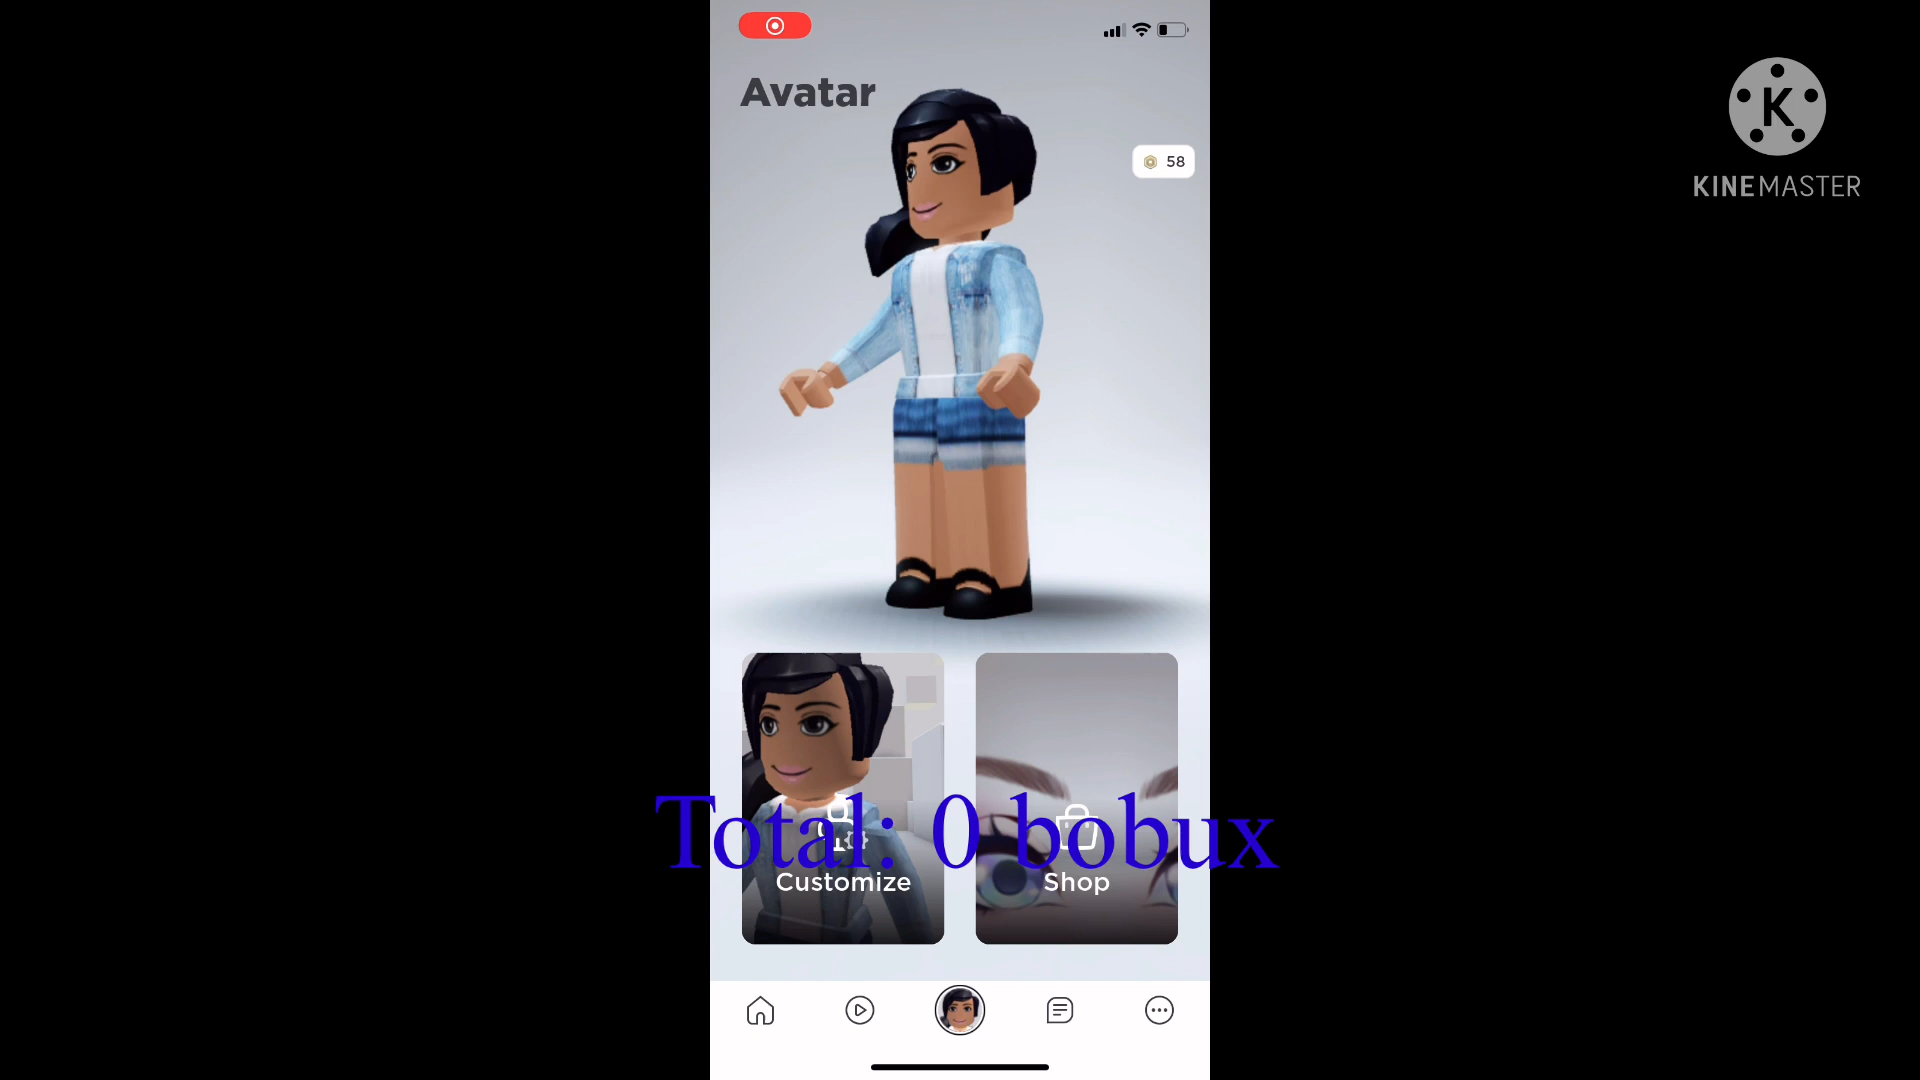 Avatar
58
K
KINEMASTER
Total: 0 bobux
Customize
Shop